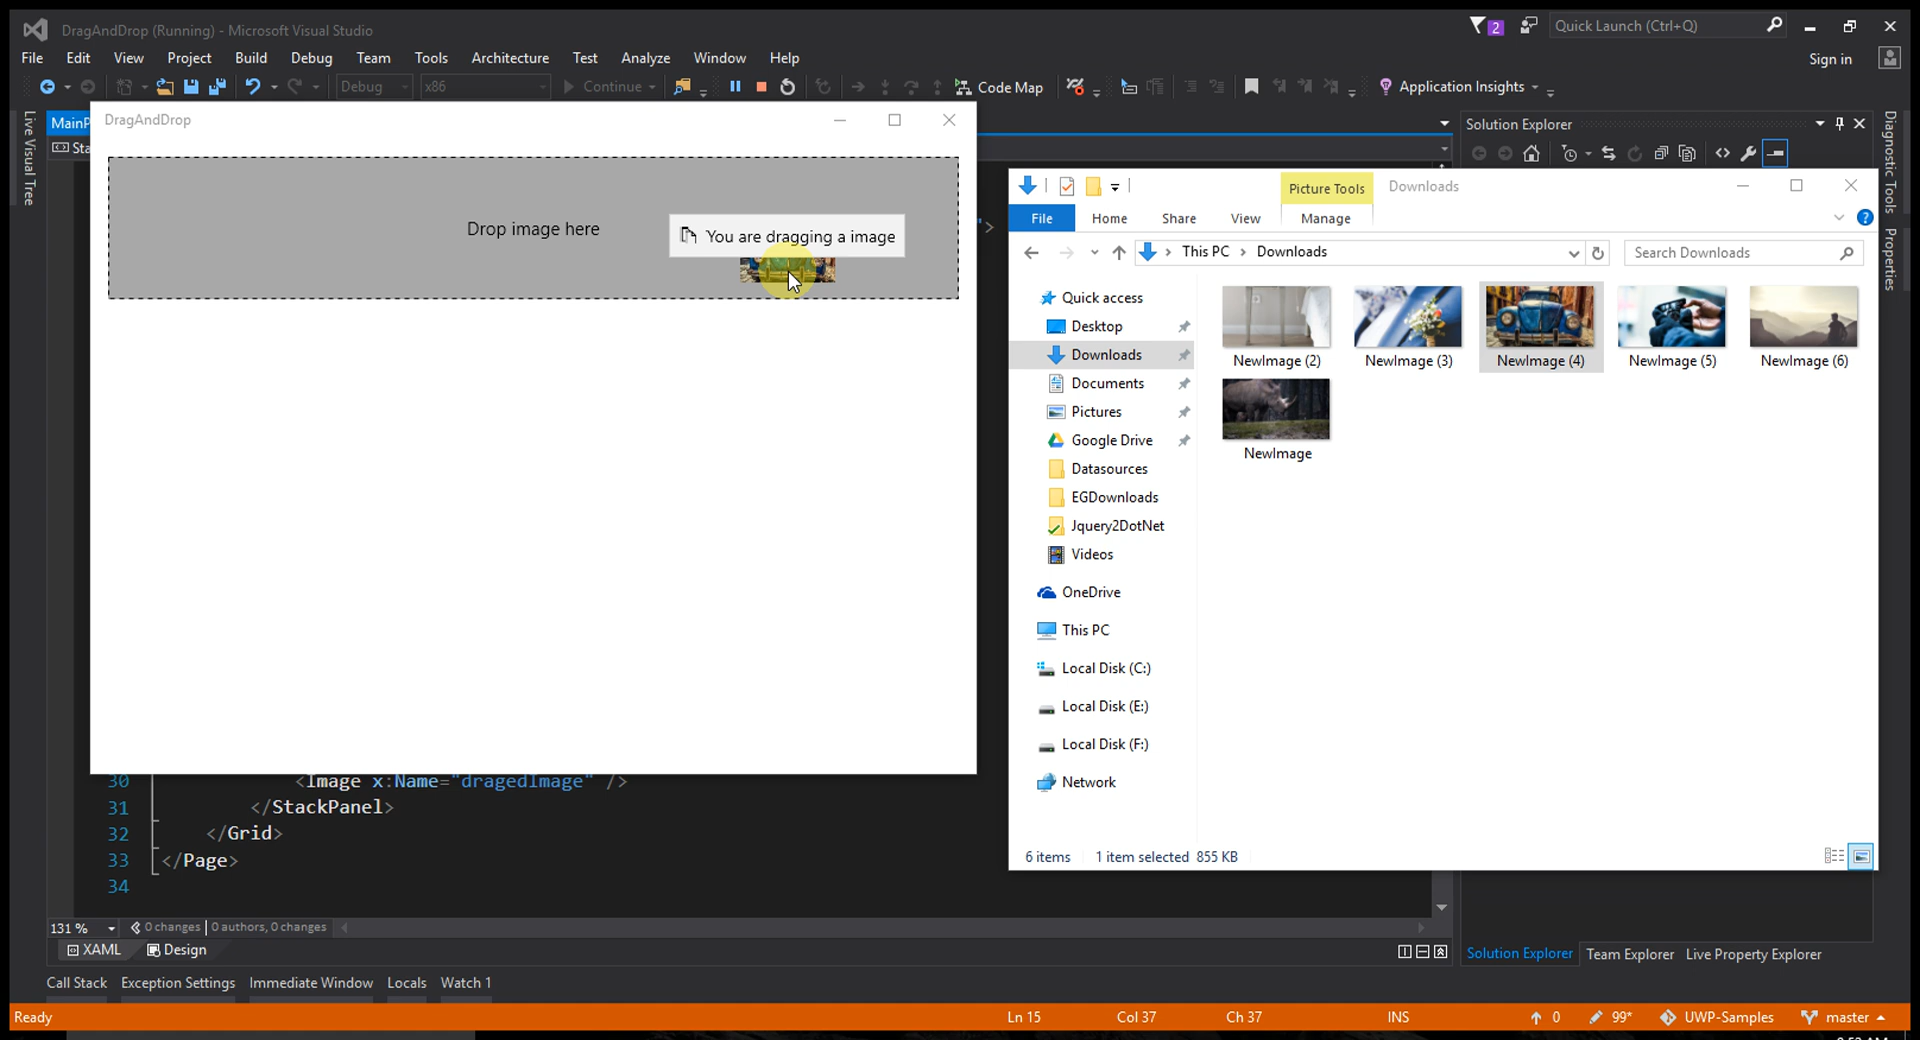 DragAndDrop (Running) - Microsoft Visual Studio
2
Quick Launch (Ctrl+Q)
File Edit View Project Build Debug Team Tools Architecture Test Analyze Window Help
Sign in
Debug x86 Continue Code Map Application Insights
Live Visual Tree
MainP
Sta
DragAndDrop
Drop image here
You are dragging a image
">
Solution Explorer
Diagnostic Tools
Properties
Picture Tools
Downloads
File Home Share View Manage
This PC > Downloads
Search Downloads
Quick access
Desktop
Downloads
Documents
Pictures
Google Drive
Datasources
EGDownloads
Jquery2DotNet
Videos
OneDrive
This PC
Local Disk (C:)
Local Disk (E:)
Local Disk (F:)
Network
NewImage (2)
NewImage (3)
NewImage (4)
NewImage (5)
NewImage (6)
NewImage
6 items 1 item selected 855 KB
30 <Image x:Name="dragedImage" />
31 </StackPanel>
32 </Grid>
33 </Page>
34
131 % 0 changes | 0 authors, 0 changes
XAML Design
Solution Explorer Team Explorer Live Property Explorer
Call Stack Exception Settings Immediate Window Locals Watch 1
Ready Ln 15 Col 37 Ch 37 INS 0 99* UWP-Samples master